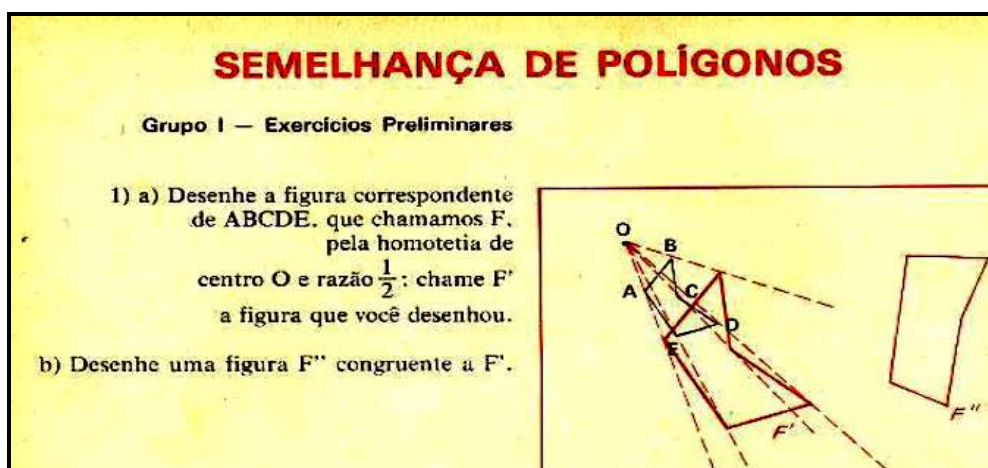 SEMELHANÇA DE POLÍGONOS
Grupo I — Exercícios Preliminares
1) a) Desenhe a figura correspondente
de ABCDE, que chamamos F,
pela homotetia de
centro O e razão 1/2: chame F'
a figura que você desenhou.
b) Desenhe uma figura F'' congruente a F'.
O
B
A
C
D
E
F'
F''